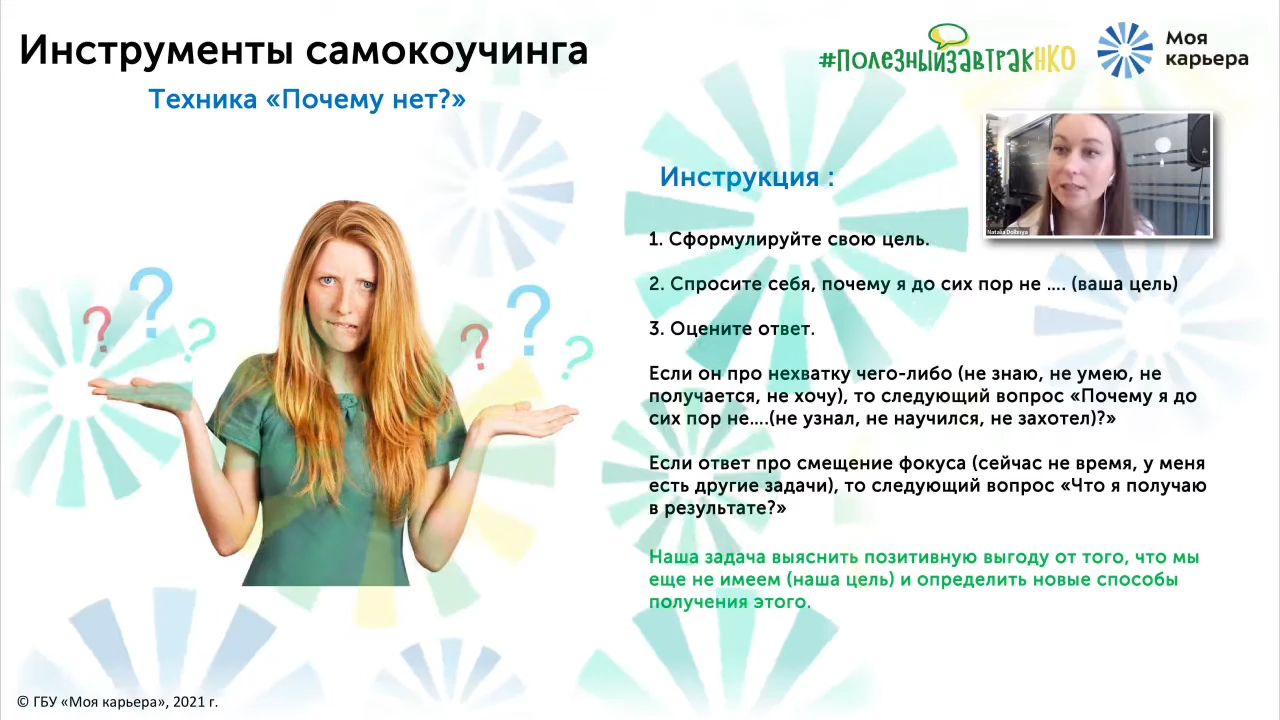 Инструменты самокоучинга
Техника «Почему нет?»
#ПОЛЕЗНЫЙЗАВТРАКНКО
Моя
карьера
Natalia Dolbnya
Инструкция :
1. Сформулируйте свою цель.
2. Спросите себя, почему я до сих пор не .... (ваша цель)
3. Оцените ответ.
Если он про нехватку чего-либо (не знаю, не умею, не
получается, не хочу), то следующий вопрос «Почему я до
сих пор не....(не узнал, не научился, не захотел)?»
Если ответ про смещение фокуса (сейчас не время, у меня
есть другие задачи), то следующий вопрос «Что я получаю
в результате?»
Наша задача выяснить позитивную выгоду от того, что мы
еще не имеем (наша цель) и определить новые способы
получения этого.
? ? ? ? ? ?
© ГБУ «Моя карьера», 2021 г.